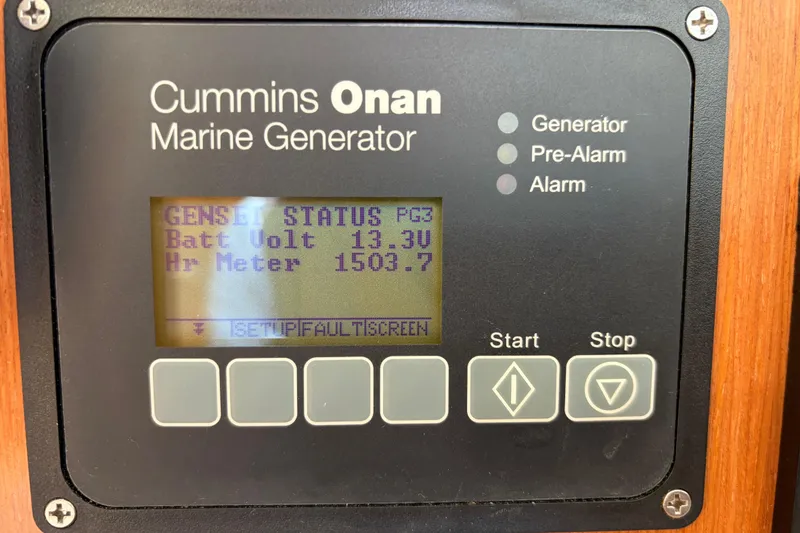 Cummins Onan
Marine Generator
Generator
Pre-Alarm
Alarm
GENSET STATUS PG3
Batt Volt 13.3V
Hr Meter 1503.7
SETUP FAULT SCREEN
Start
Stop